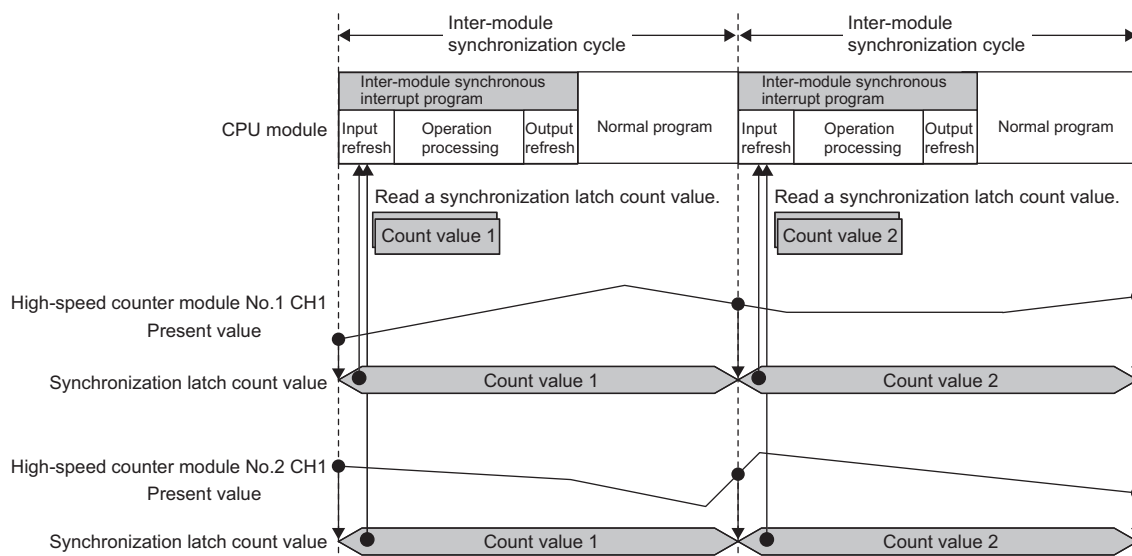 Inter-module
synchronization cycle
Inter-module
synchronization cycle
Inter-module synchronous
interrupt program
Inter-module synchronous
interrupt program
CPU module
Input
refresh
Operation
processing
Output
refresh
Normal program
Input
refresh
Operation
processing
Output
refresh
Normal program
Read a synchronization latch count value.
Read a synchronization latch count value.
Count value 1
Count value 2
High-speed counter module No.1 CH1
Present value
Synchronization latch count value
Count value 1
Count value 2
High-speed counter module No.2 CH1
Present value
Synchronization latch count value
Count value 1
Count value 2